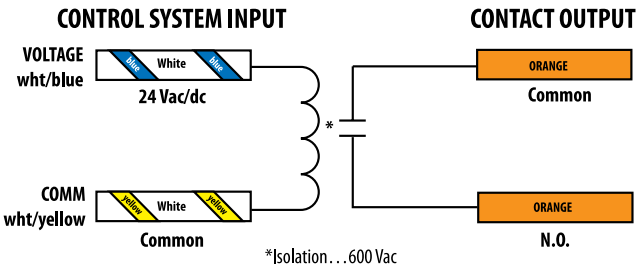 CONTROL SYSTEM INPUT
CONTACT OUTPUT
VOLTAGE
wht/blue
blue White blue
24 Vac/dc
ORANGE
Common
*
COMM
wht/yellow
yellow White yellow
Common
ORANGE
N.O.
*Isolation...600 Vac